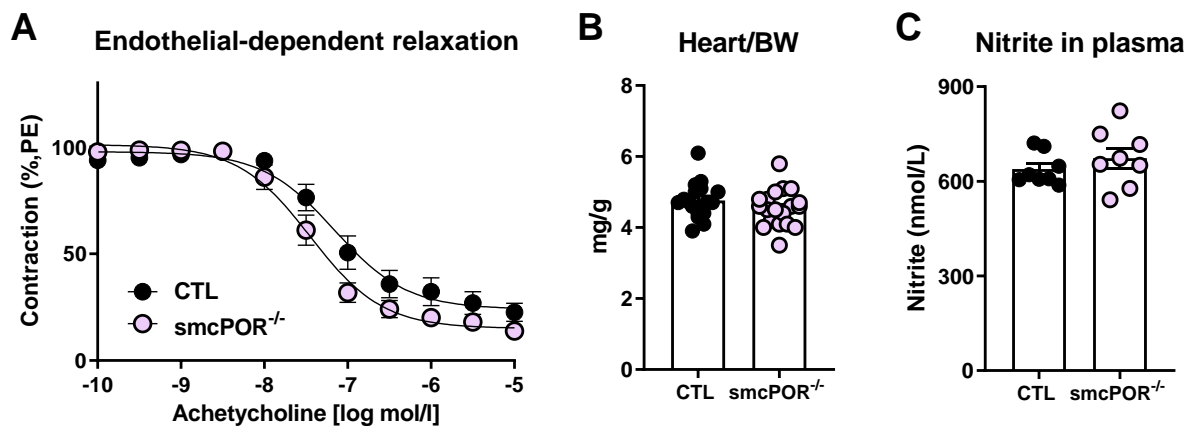 A
Endothelial-dependent relaxation
Contraction (%,PE)
100
50
0
CTL
smcPOR-/-
-10 -9 -8 -7 -6 -5
Achetycholine [log mol/l]
B
Heart/BW
mg/g
8
6
4
2
0
CTL smcPOR-/-
C
Nitrite in plasma
Nitrite (nmol/L)
900
600
300
0
CTL smcPOR-/-